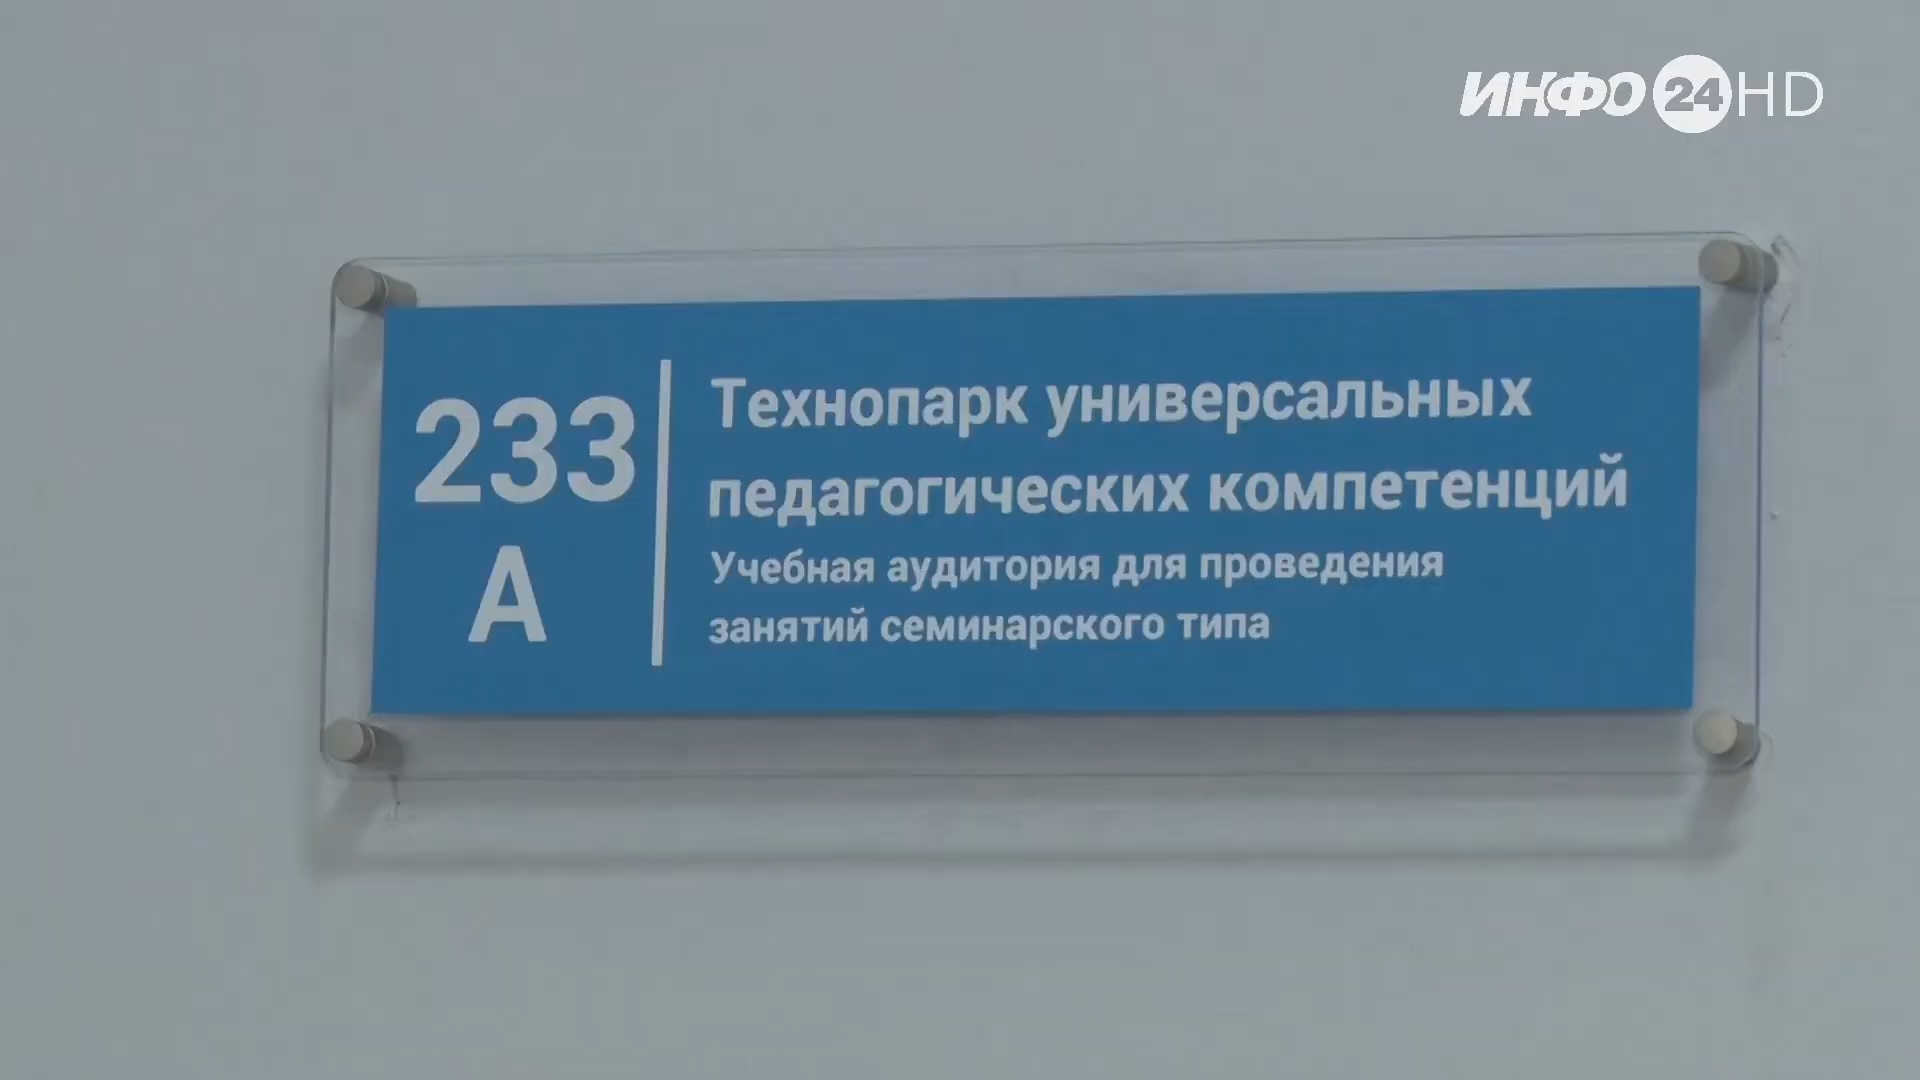 ИНФО 24 HD
233
А
Технопарк универсальных
педагогических компетенций
Учебная аудитория для проведения
занятий семинарского типа